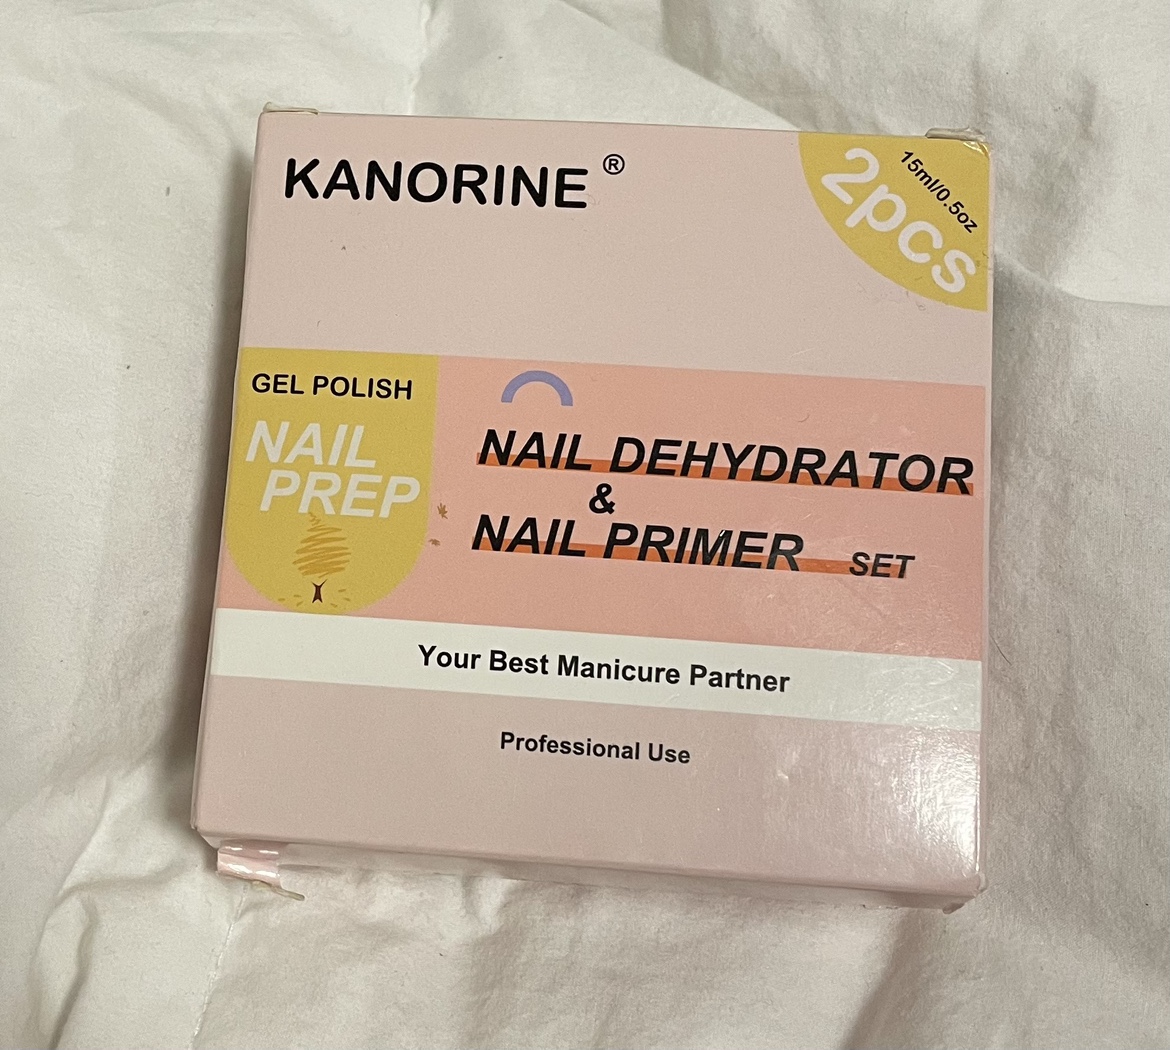 KANORINE ®
15ml/0.5oz
2pcs
GEL POLISH
NAIL
PREP
NAIL DEHYDRATOR
&
NAIL PRIMER SET
Your Best Manicure Partner
Professional Use